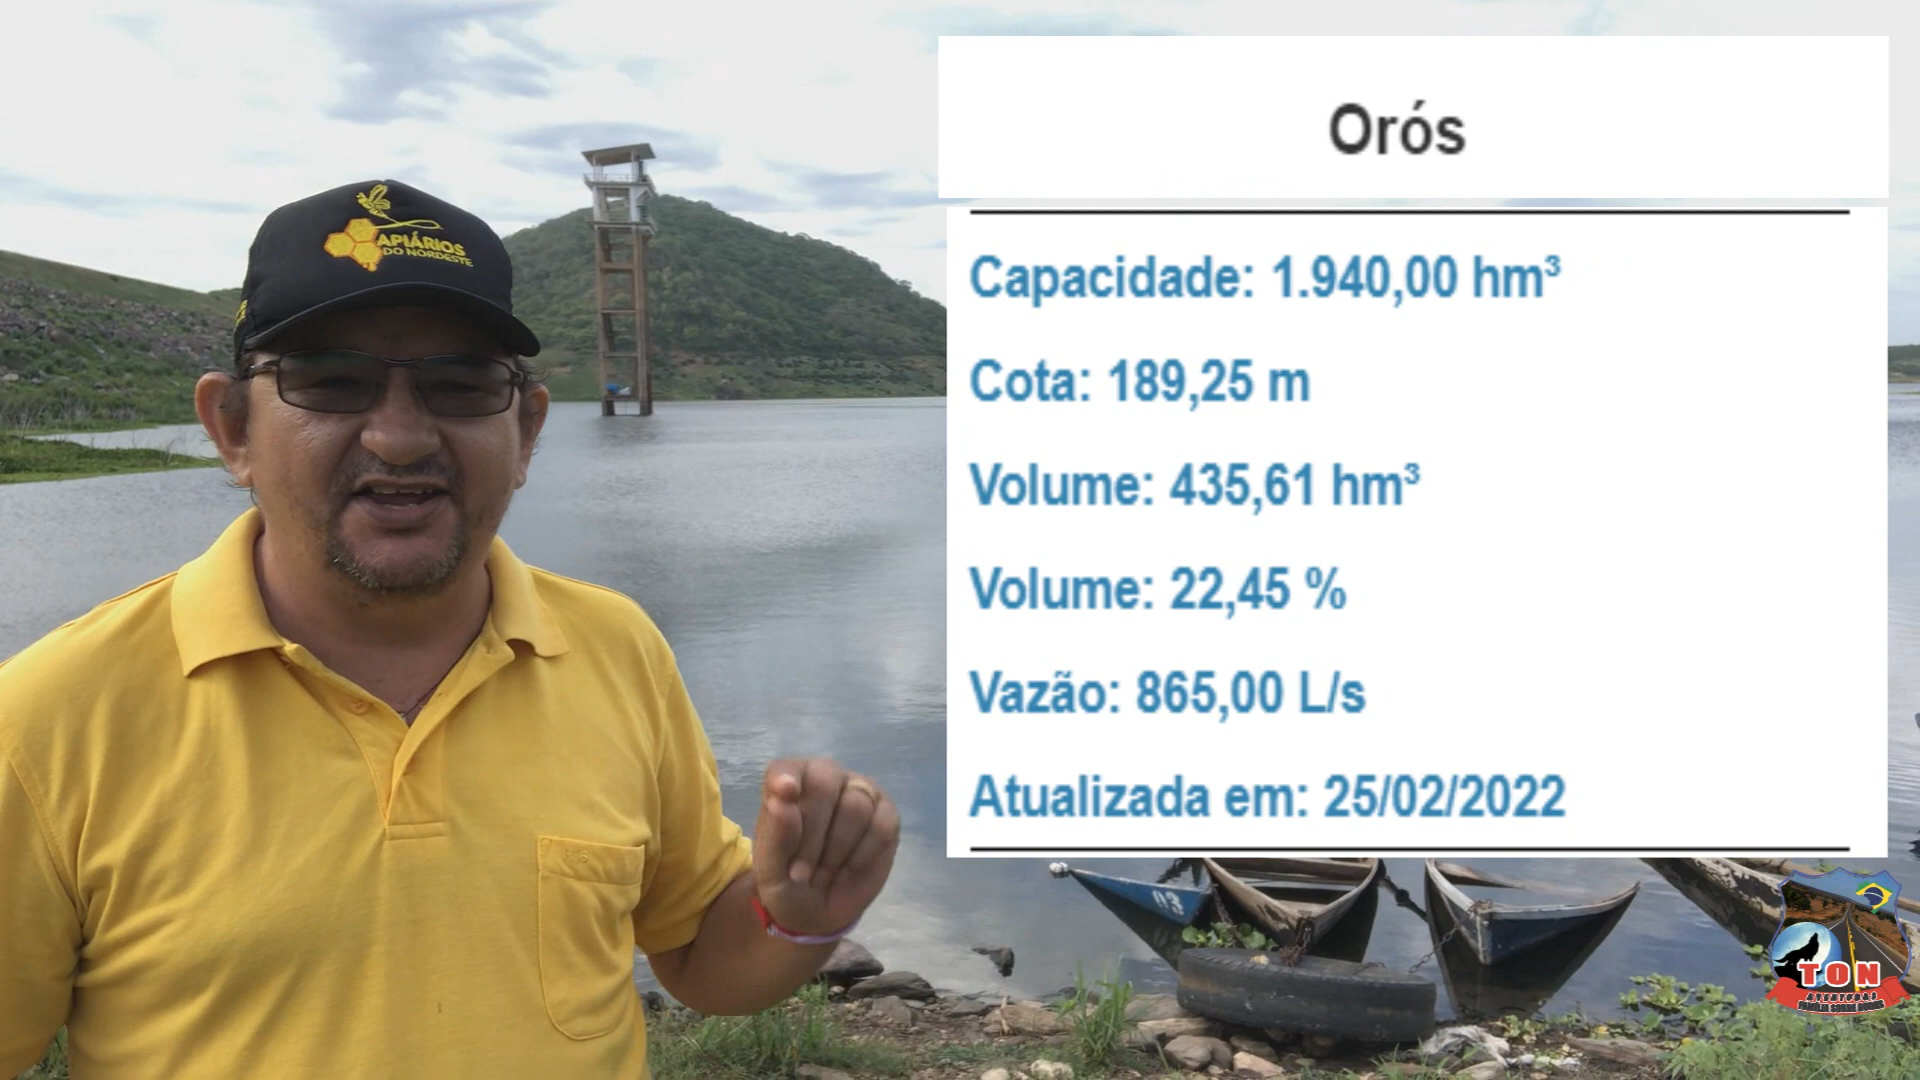 Orós
Capacidade: 1.940,00 hm³
Cota: 189,25 m
Volume: 435,61 hm³
Volume: 22,45 %
Vazão: 865,00 L/s
Atualizada em: 25/02/2022
APIÁRIOS
DO NORDESTE
03
TON
AVENTURAS